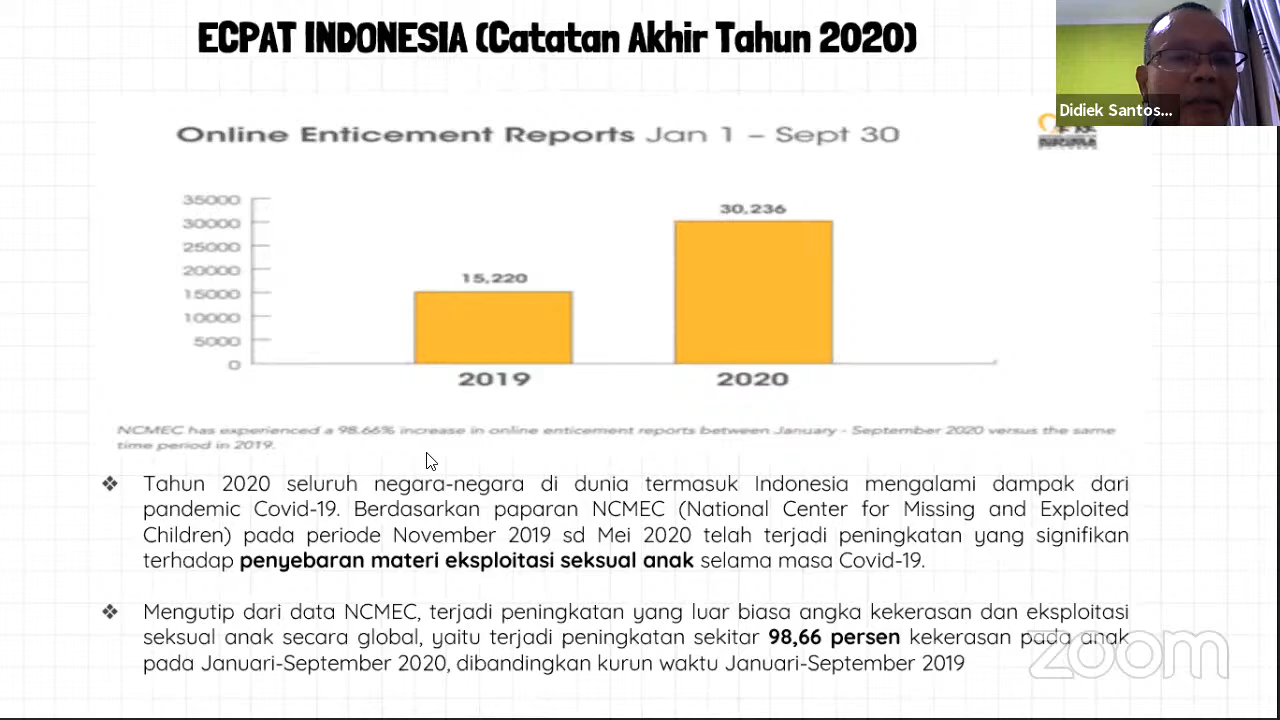 ECPAT INDONESIA (Catatan Akhir Tahun 2020)
Didiek Santos...
Online Enticement Reports Jan 1 – Sept 30
35000
30000
25000
20000
15000
10000
5000
0
15,220
30,236
2019
2020
NCMEC has experienced a 98.66% increase in online enticement reports between January - September 2020 versus the same
time period in 2019.
❖ Tahun 2020 seluruh negara-negara di dunia termasuk Indonesia mengalami dampak dari
pandemic Covid-19. Berdasarkan paparan NCMEC (National Center for Missing and Exploited
Children) pada periode November 2019 sd Mei 2020 telah terjadi peningkatan yang signifikan
terhadap penyebaran materi eksploitasi seksual anak selama masa Covid-19.
❖ Mengutip dari data NCMEC, terjadi peningkatan yang luar biasa angka kekerasan dan eksploitasi
seksual anak secara global, yaitu terjadi peningkatan sekitar 98,66 persen kekerasan pada anak
pada Januari-September 2020, dibandingkan kurun waktu Januari-September 2019
zoom